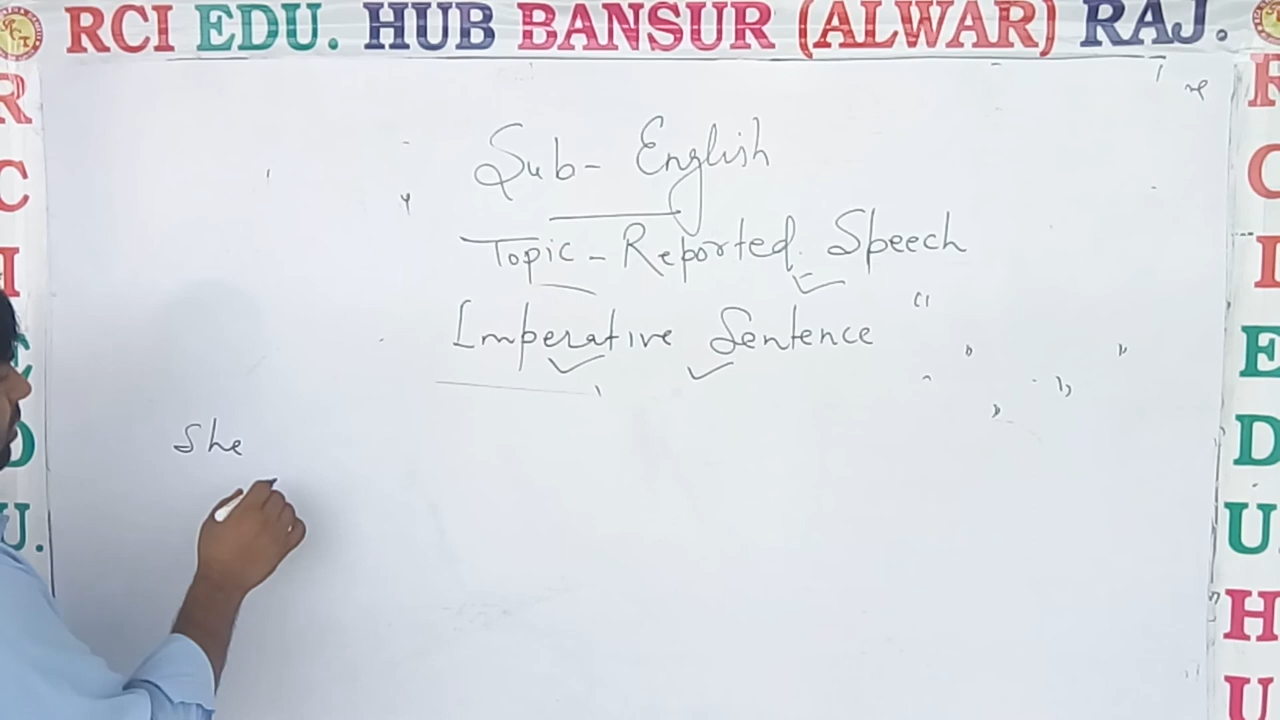 RCI EDU. HUB BANSUR (ALWAR) RAJ.
Sub- English
Topic - Reported Speech
Imperative Sentence
She
R
C
I
E
D
U.
R
C
I
E
D
U.
H
U